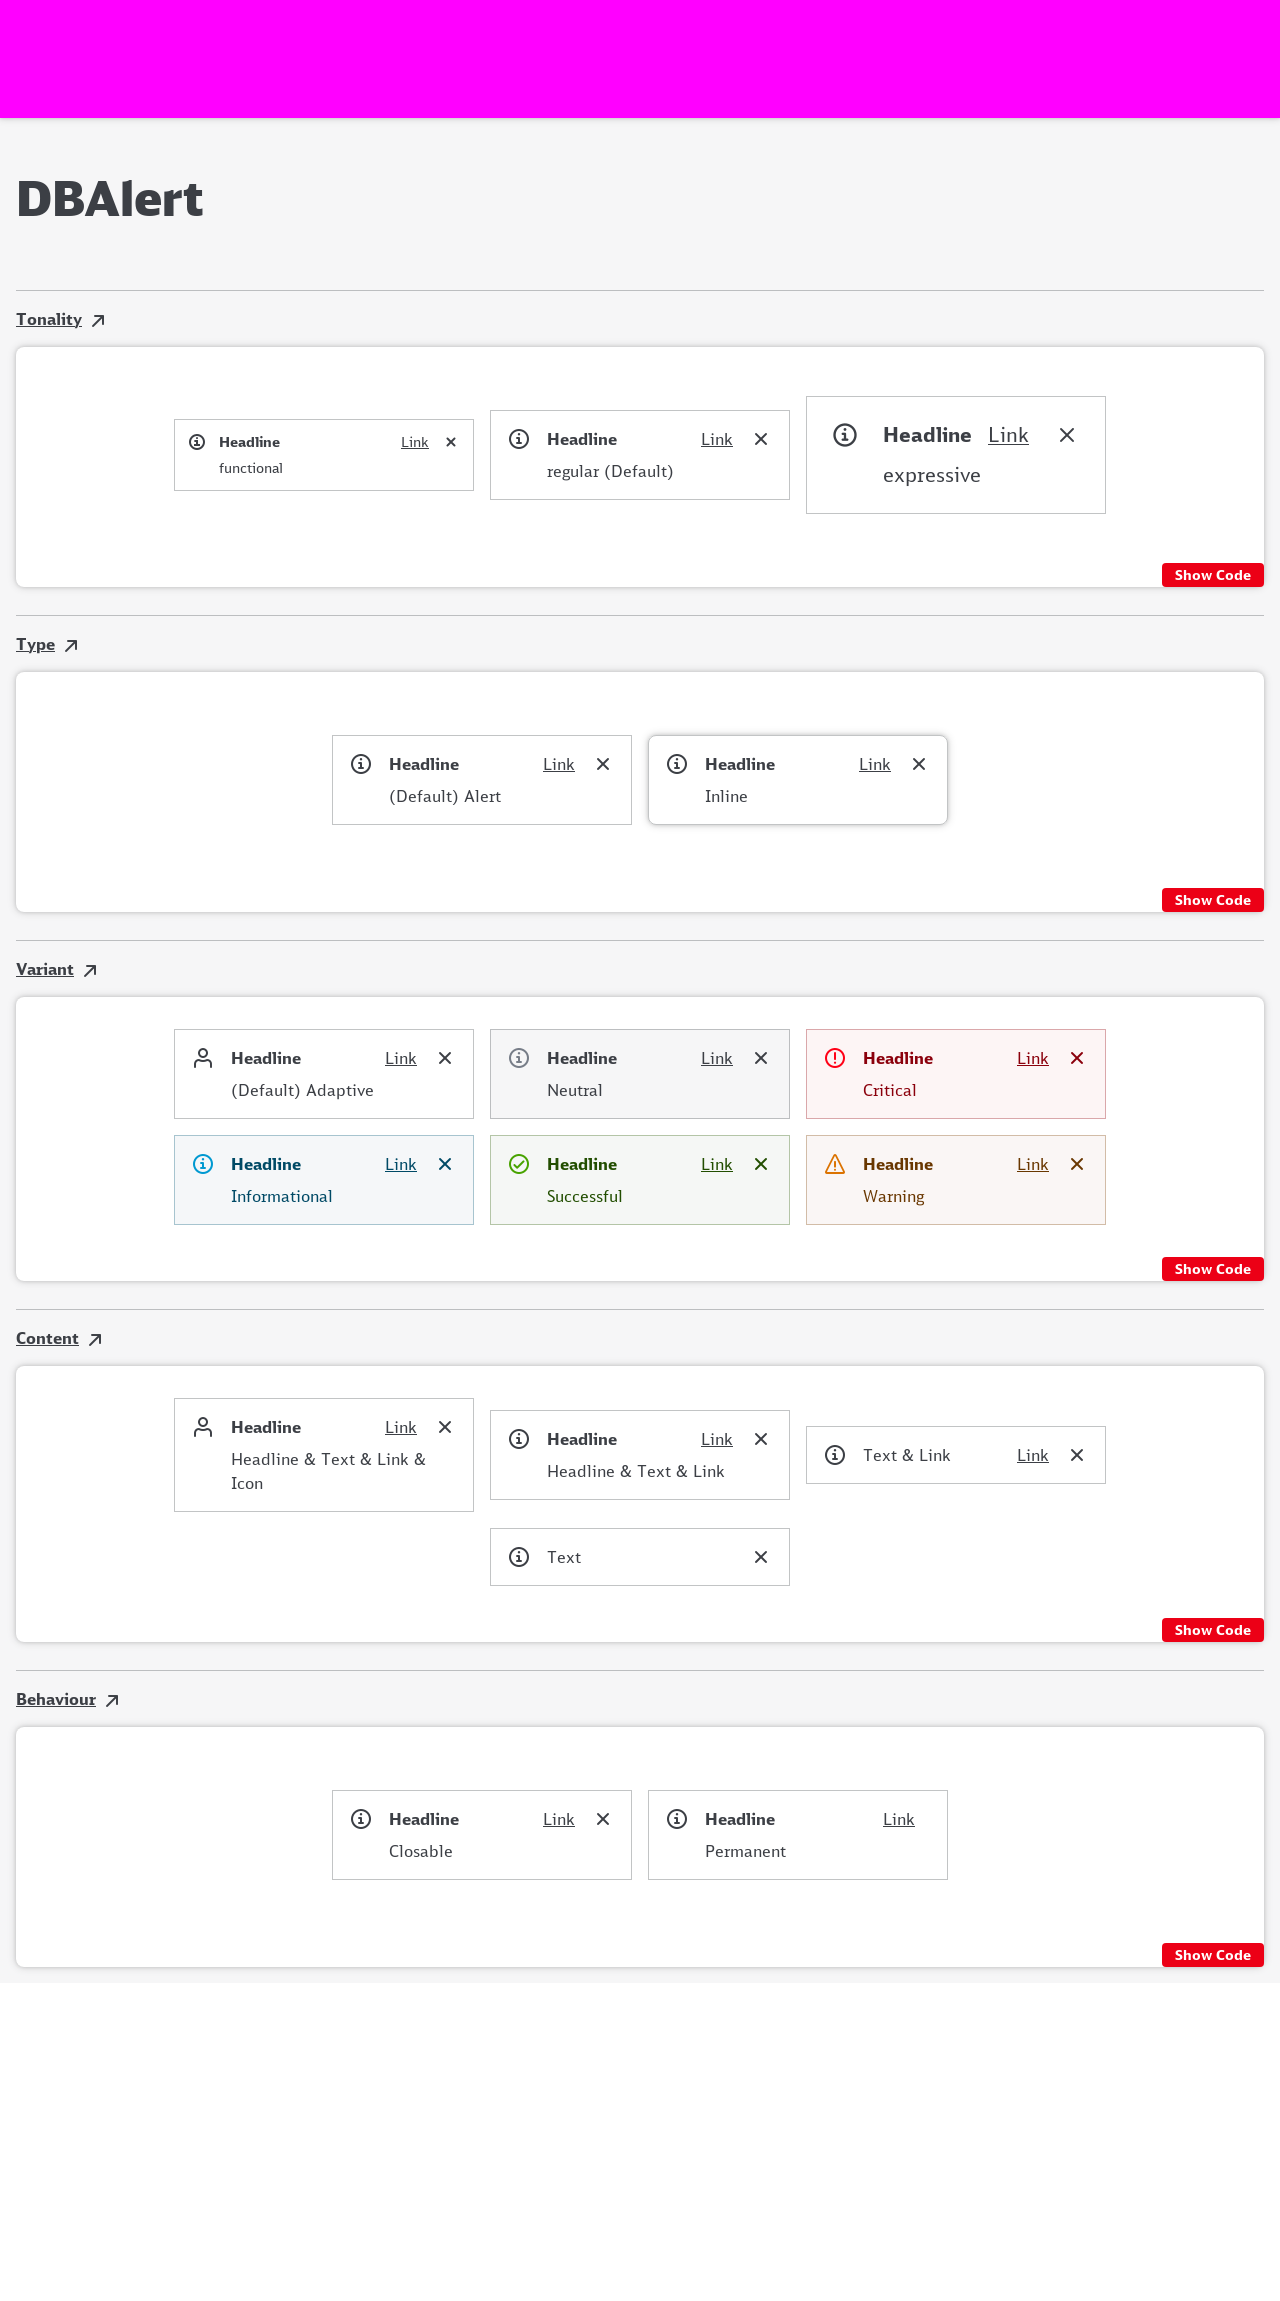 DBAlert
Tonality
Headline Link
functional
Headline Link
regular (Default)
Headline Link
expressive
Show Code
Type
Headline Link
(Default) Alert
Headline Link
Inline
Show Code
Variant
Headline Link
(Default) Adaptive
Headline Link
Neutral
Headline Link
Critical
Headline Link
Informational
Headline Link
Successful
Headline Link
Warning
Show Code
Content
Headline Link
Headline & Text & Link &
Icon
Headline Link
Headline & Text & Link
Text & Link Link
Text
Show Code
Behaviour
Headline Link
Closable
Headline Link
Permanent
Show Code